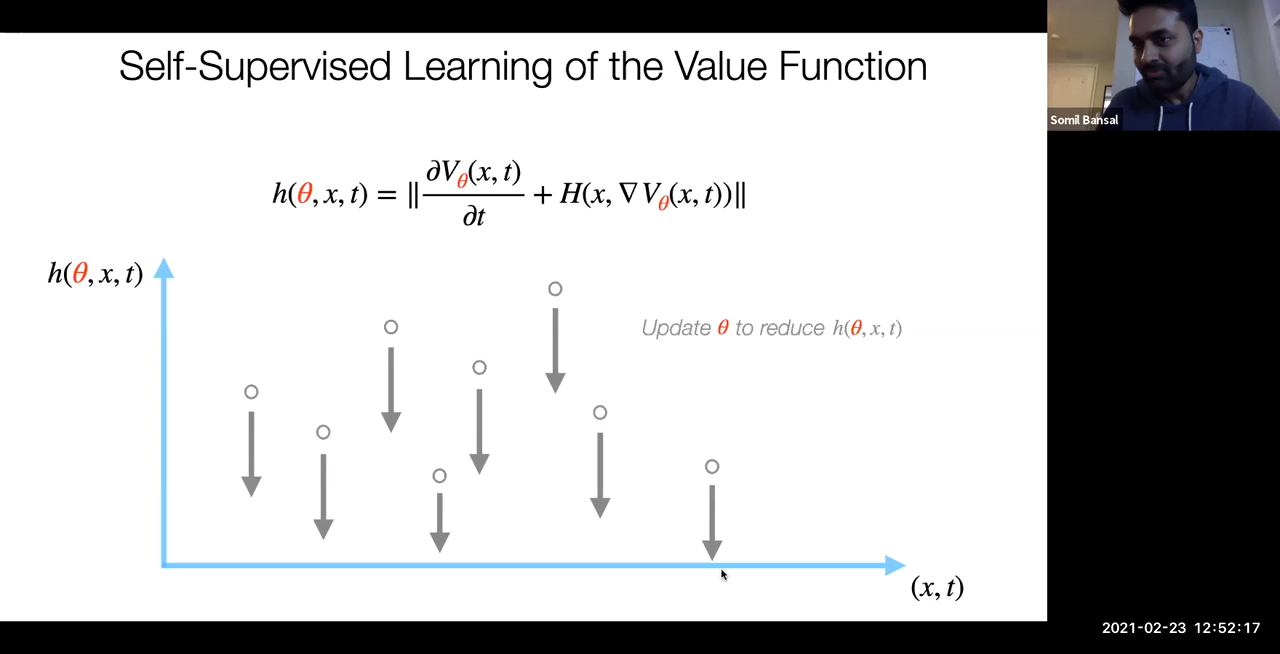 Self-Supervised Learning of the Value Function
Somil Bansal
h(θ, x, t) = ‖ ∂V_θ(x, t) / ∂t + H(x, ∇V_θ(x, t))‖
h(θ, x, t)
Update θ to reduce h(θ, x, t)
(x, t)
2021-02-23 12:52:17